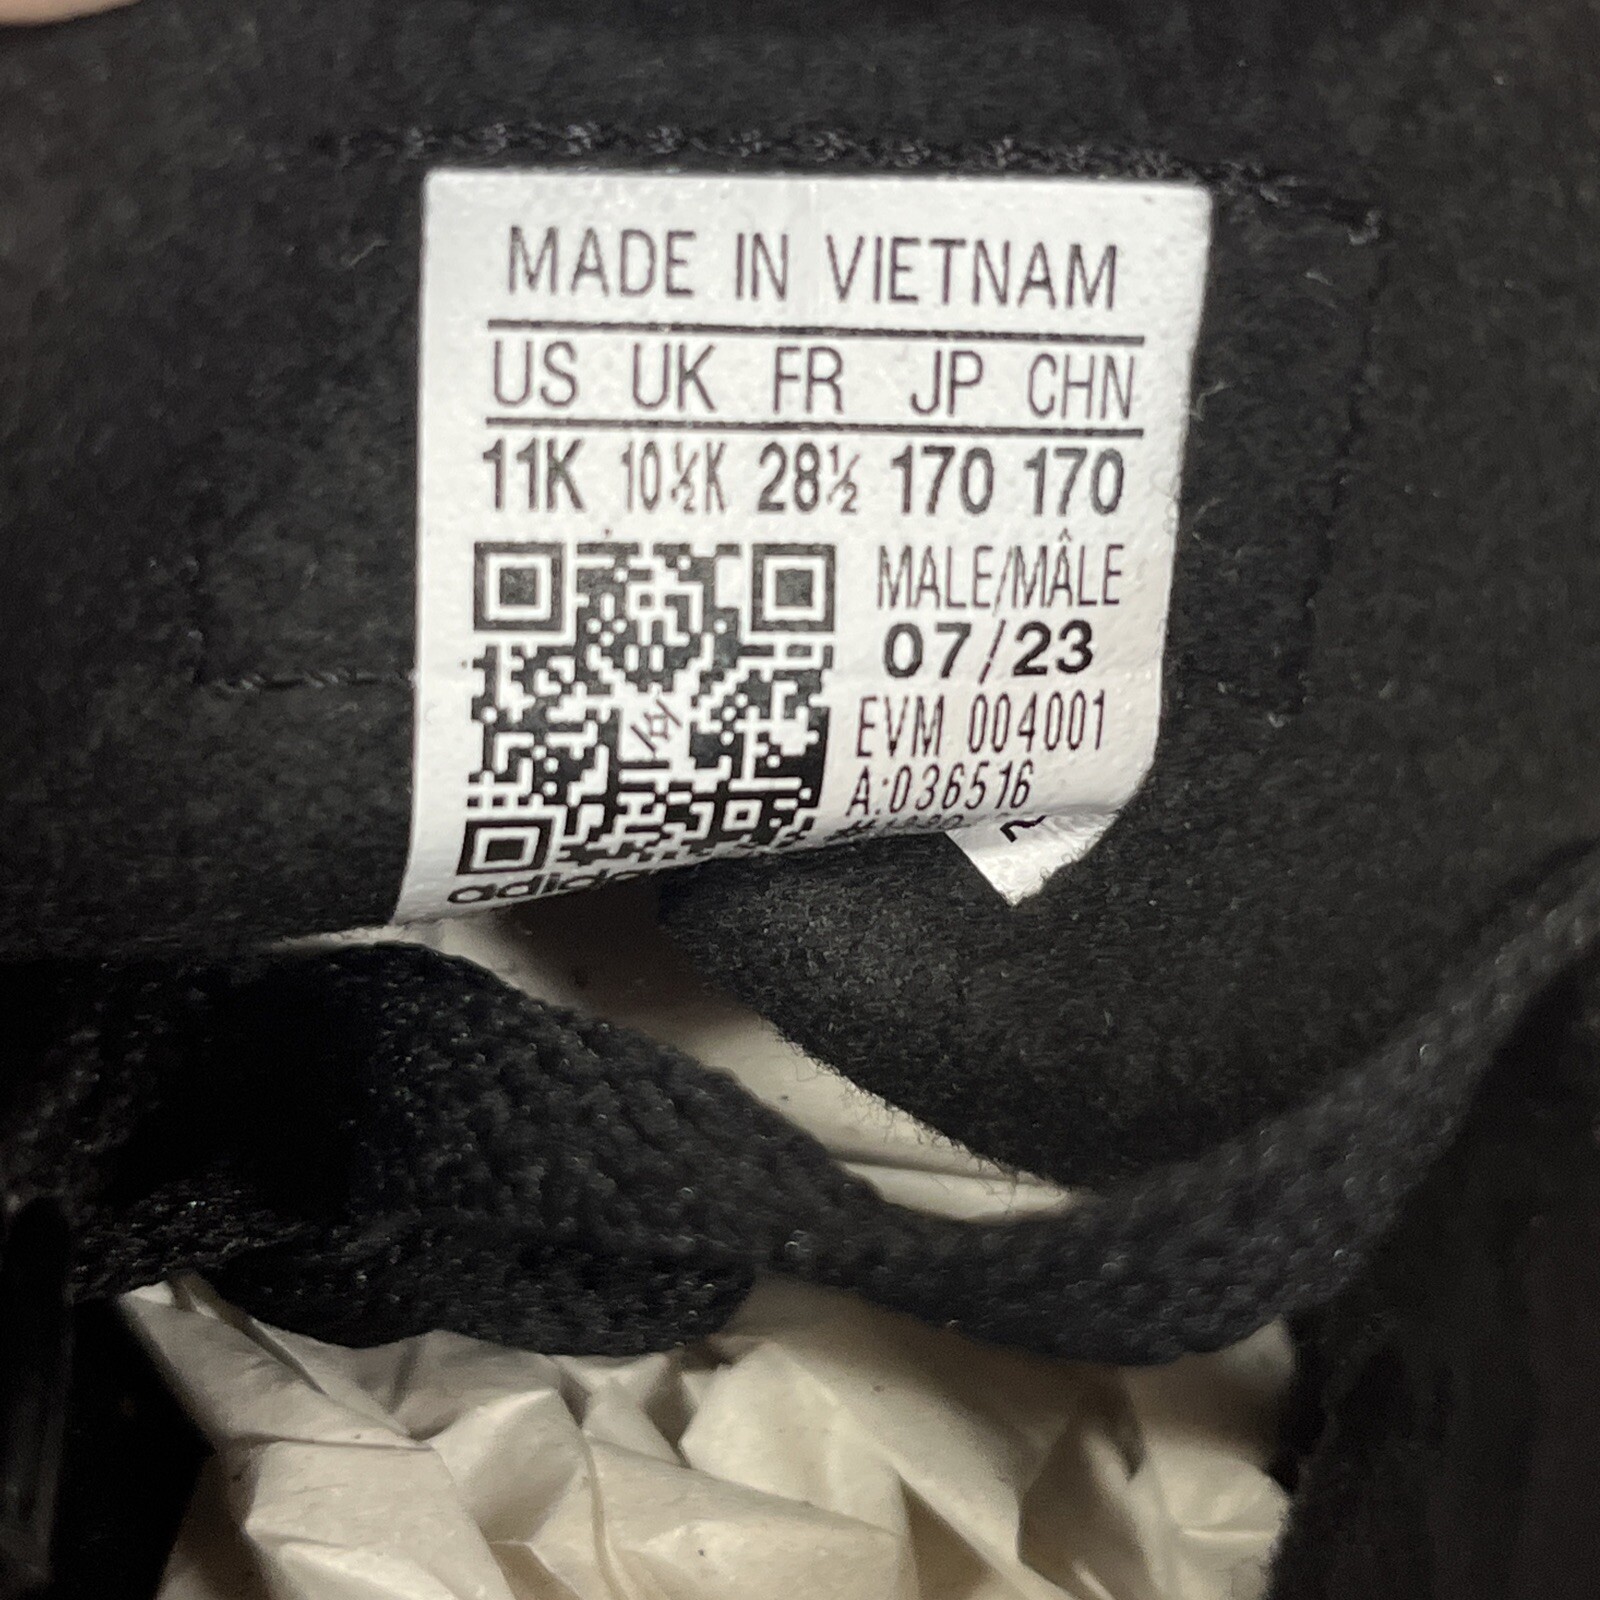 MADE IN VIETNAM
US UK FR JP CHN
11K 10½K 28½ 170 170
MALE/MÂLE
07/23
EVM 004001
A:036516